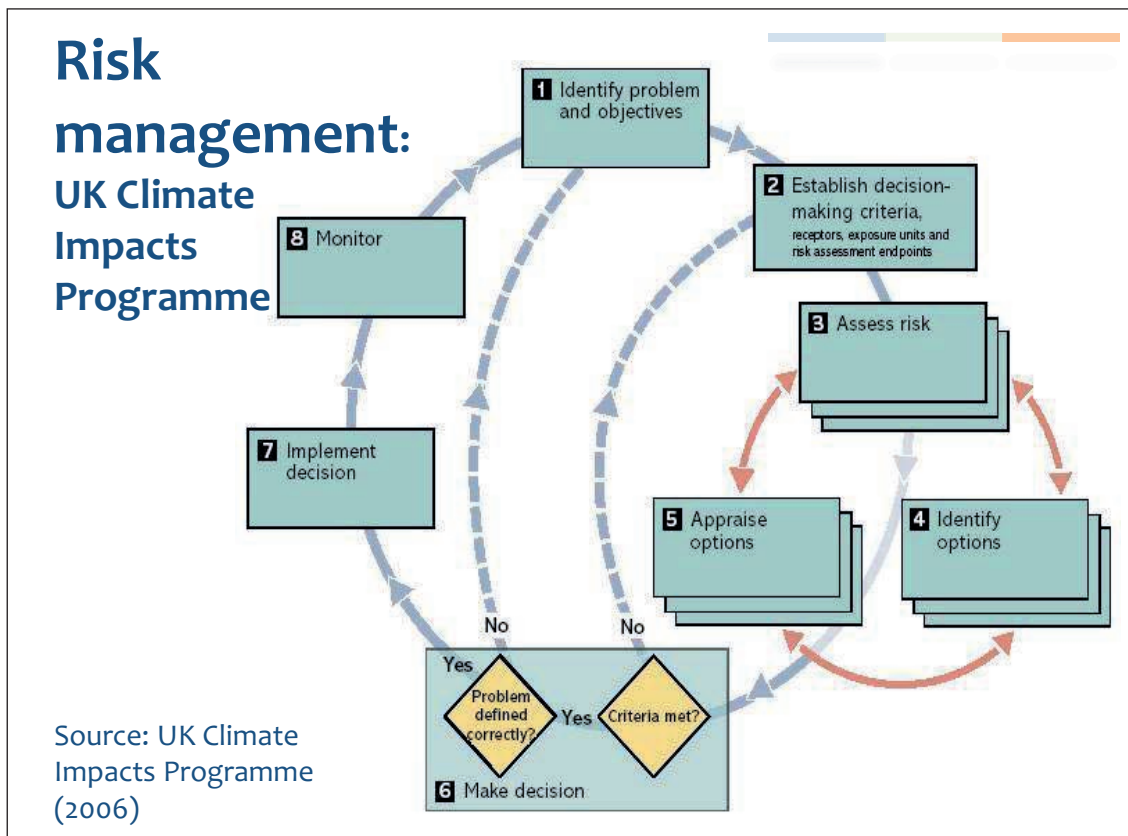 Risk
management:
UK Climate
Impacts
Programme
1 Identify problem
and objectives
2 Establish decision-
making criteria,
receptors, exposure units and
risk assessment endpoints
3 Assess risk
4 Identify
options
5 Appraise
options
No
No
Yes
Problem
defined
correctly?
Yes
Criteria met?
6 Make decision
7 Implement
decision
8 Monitor
Source: UK Climate
Impacts Programme
(2006)